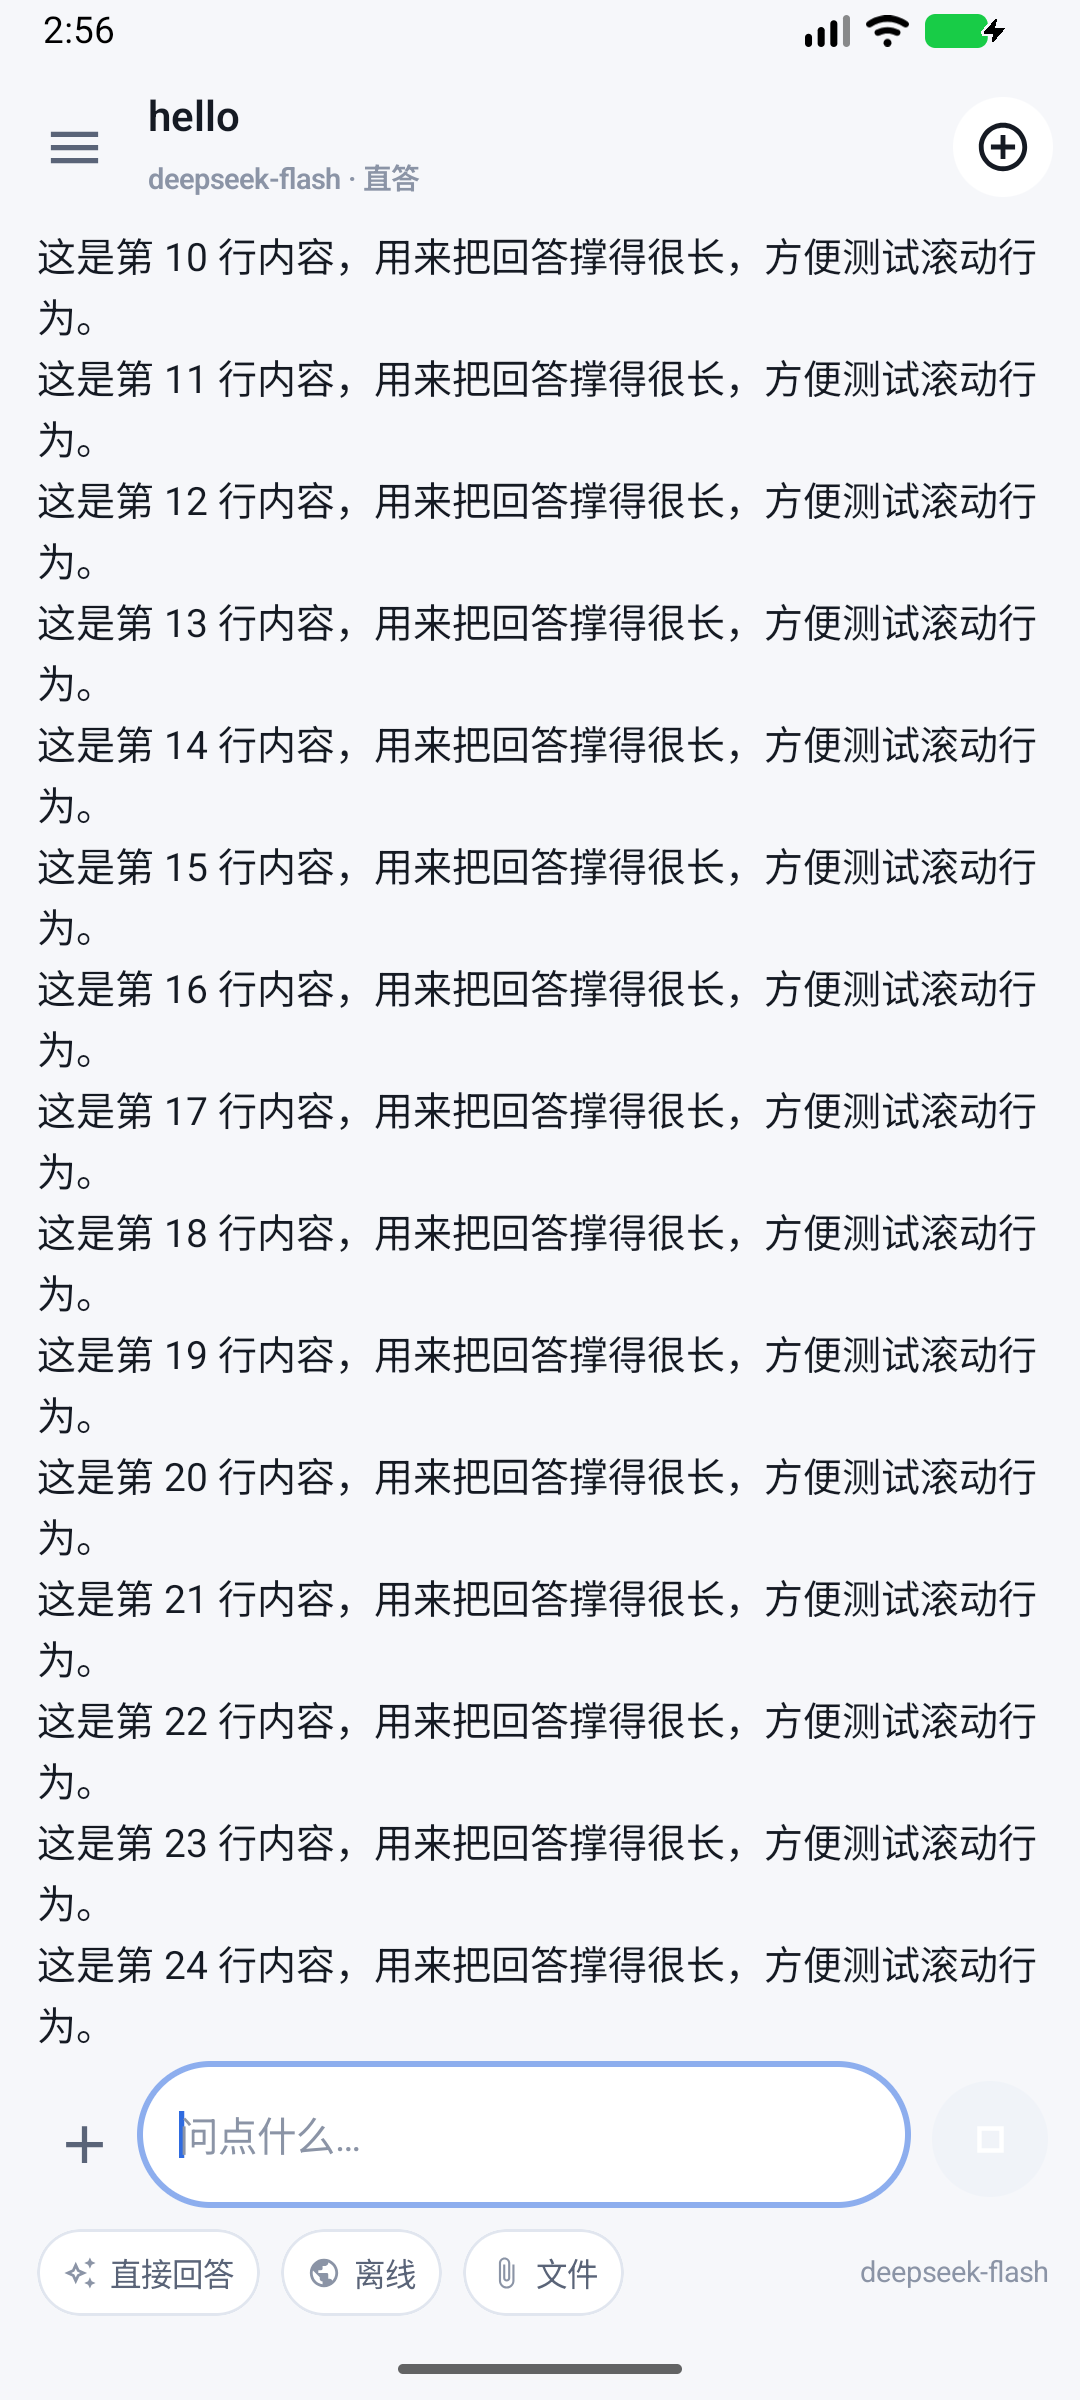 2:56
hello
deepseek-flash · 直答
这是第 10 行内容，用来把回答撑得很长，方便测试滚动行
为。
这是第 11 行内容，用来把回答撑得很长，方便测试滚动行
为。
这是第 12 行内容，用来把回答撑得很长，方便测试滚动行
为。
这是第 13 行内容，用来把回答撑得很长，方便测试滚动行
为。
这是第 14 行内容，用来把回答撑得很长，方便测试滚动行
为。
这是第 15 行内容，用来把回答撑得很长，方便测试滚动行
为。
这是第 16 行内容，用来把回答撑得很长，方便测试滚动行
为。
这是第 17 行内容，用来把回答撑得很长，方便测试滚动行
为。
这是第 18 行内容，用来把回答撑得很长，方便测试滚动行
为。
这是第 19 行内容，用来把回答撑得很长，方便测试滚动行
为。
这是第 20 行内容，用来把回答撑得很长，方便测试滚动行
为。
这是第 21 行内容，用来把回答撑得很长，方便测试滚动行
为。
这是第 22 行内容，用来把回答撑得很长，方便测试滚动行
为。
这是第 23 行内容，用来把回答撑得很长，方便测试滚动行
为。
这是第 24 行内容，用来把回答撑得很长，方便测试滚动行
为。
问点什么...
直接回答 离线 文件 deepseek-flash